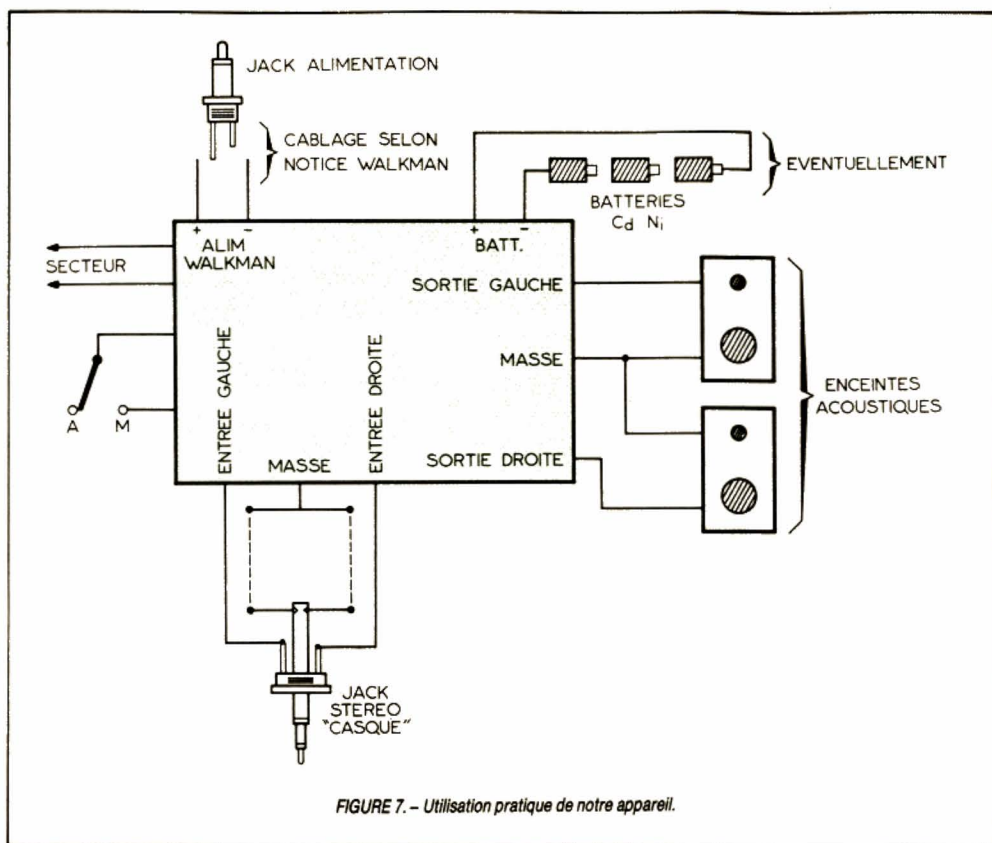 JACK ALIMENTATION
CABLAGE SELON
NOTICE WALKMAN
EVENTUELLEMENT
BATTERIES
Cd Ni
+ -
ALIM
WALKMAN
+ -
BATT.
SECTEUR
SORTIE GAUCHE
MASSE
SORTIE DROITE
ENCEINTES
ACOUSTIQUES
A M
ENTREE GAUCHE
MASSE
ENTREE DROITE
JACK
STEREO
"CASQUE"
FIGURE 7. – Utilisation pratique de notre appareil.